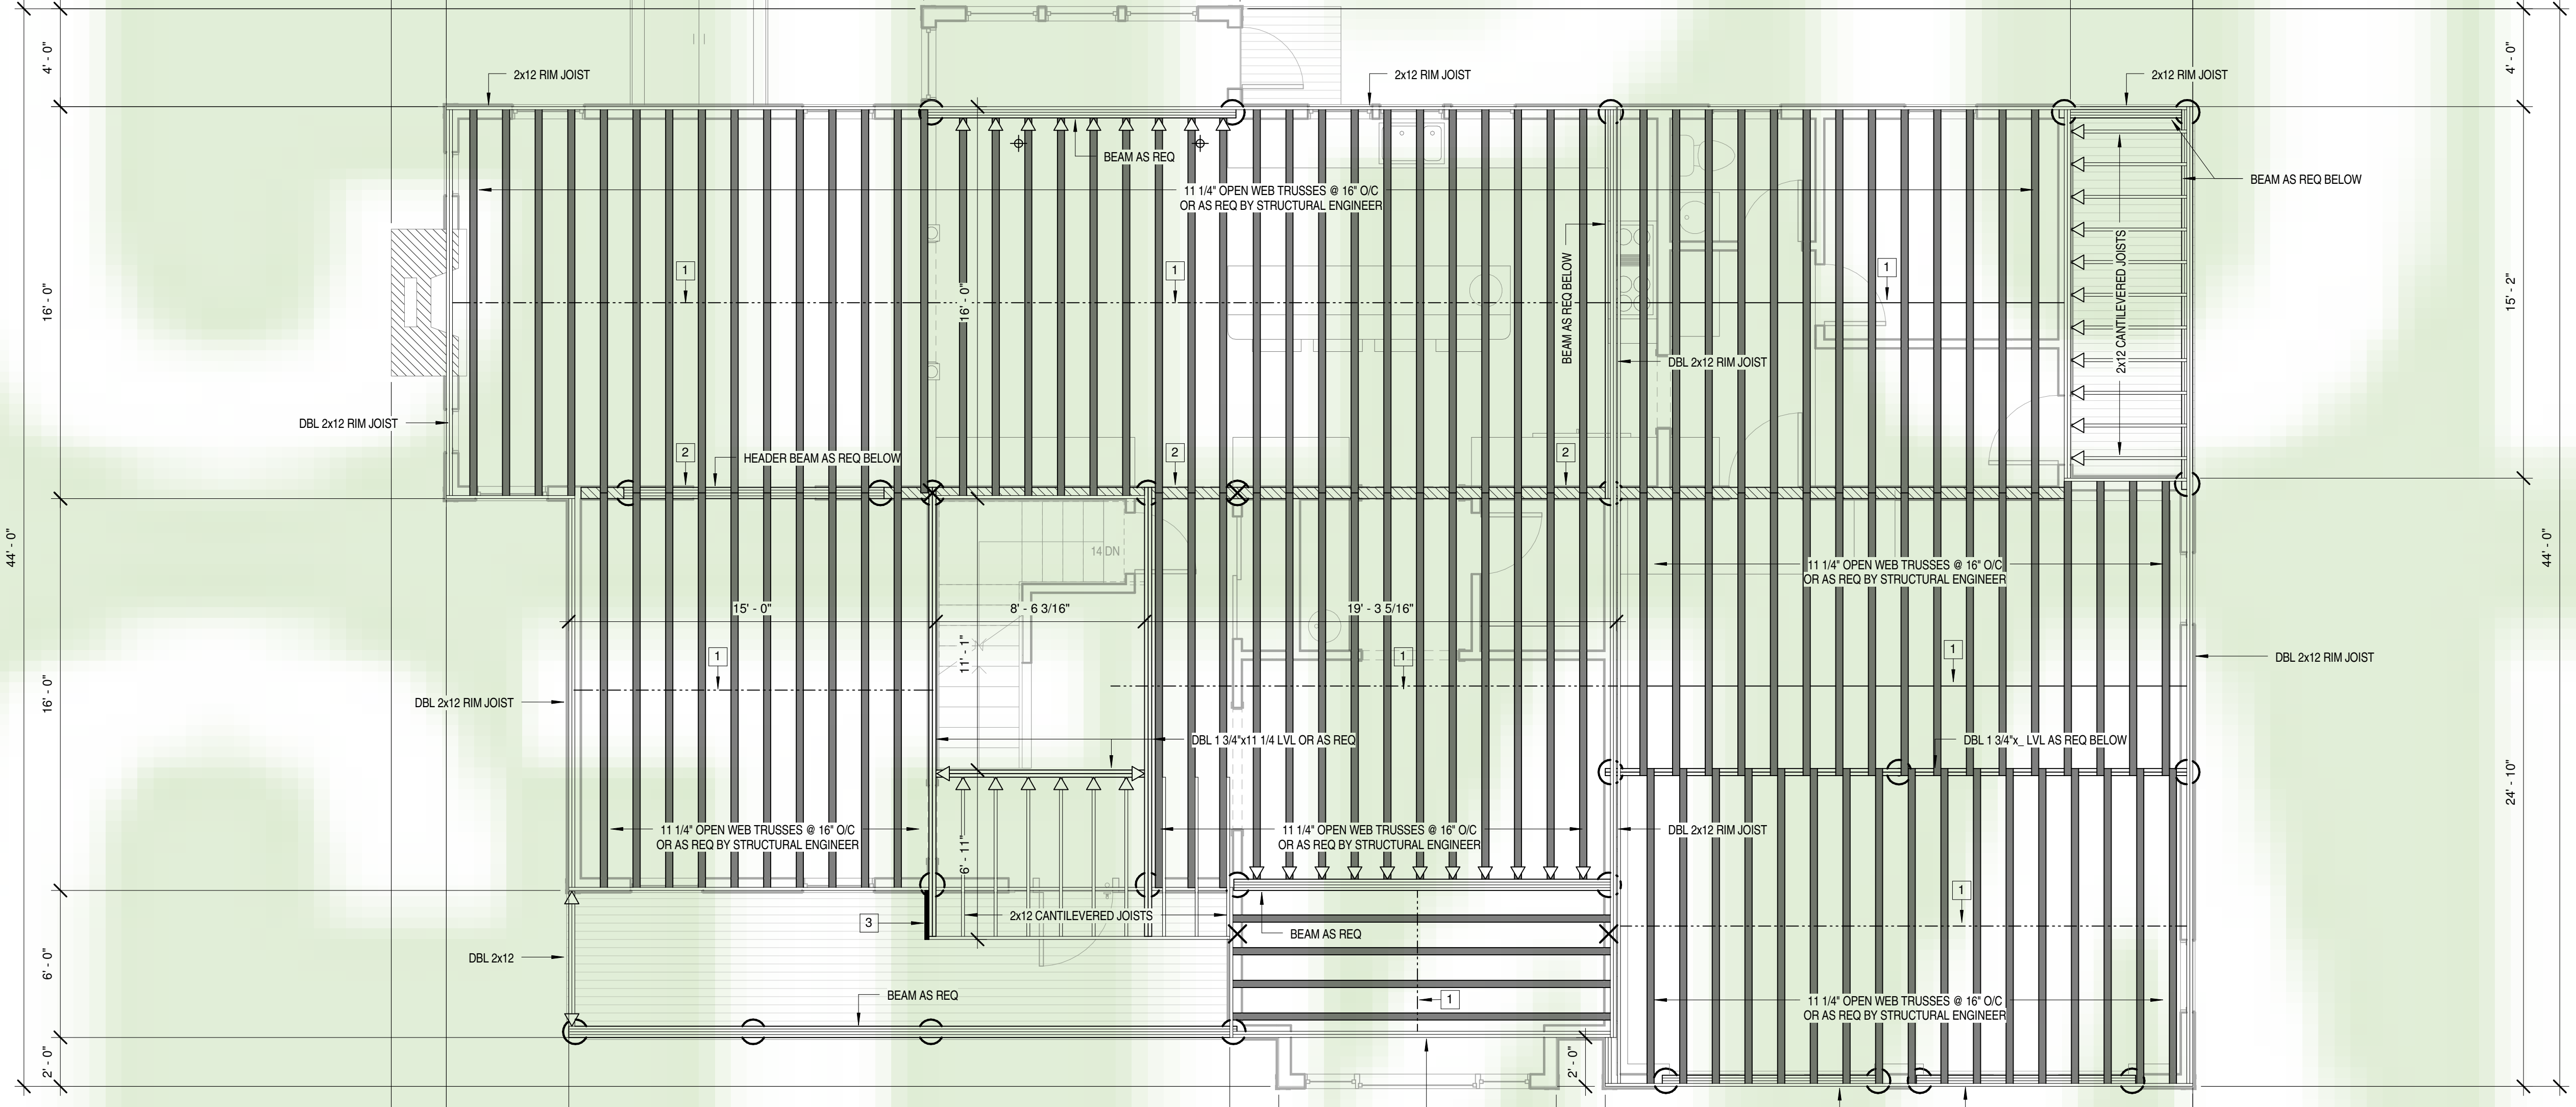 4' - 0"
2x12 RIM JOIST
2x12 RIM JOIST
2x12 RIM JOIST
4' - 0"
BEAM AS REQ
11 1/4" OPEN WEB TRUSSES @ 16" O/C
OR AS REQ BY STRUCTURAL ENGINEER
BEAM AS REQ BELOW
16' - 0"
1
16' - 0"
1
BEAM AS REQ BELOW
1
2x12 CANTILEVERED JOISTS
15' - 2"
DBL 2x12 RIM JOIST
DBL 2x12 RIM JOIST
2
HEADER BEAM AS REQ BELOW
2
2
44' - 0"
14 DN
44' - 0"
11 1/4" OPEN WEB TRUSSES @ 16" O/C
OR AS REQ BY STRUCTURAL ENGINEER
15' - 0"
8' - 6 3/16"
19' - 3 5/16"
16' - 0"
1
11' - 1"
1
1
DBL 2x12 RIM JOIST
DBL 2x12 RIM JOIST
DBL 1 3/4"x11 1/4 LVL OR AS REQ
DBL 1 3/4"x_ LVL AS REQ BELOW
24' - 10"
11 1/4" OPEN WEB TRUSSES @ 16" O/C
OR AS REQ BY STRUCTURAL ENGINEER
6' - 11"
11 1/4" OPEN WEB TRUSSES @ 16" O/C
OR AS REQ BY STRUCTURAL ENGINEER
DBL 2x12 RIM JOIST
1
3
2x12 CANTILEVERED JOISTS
BEAM AS REQ
6' - 0"
DBL 2x12
BEAM AS REQ
1
11 1/4" OPEN WEB TRUSSES @ 16" O/C
OR AS REQ BY STRUCTURAL ENGINEER
2' - 0"
2' - 0"